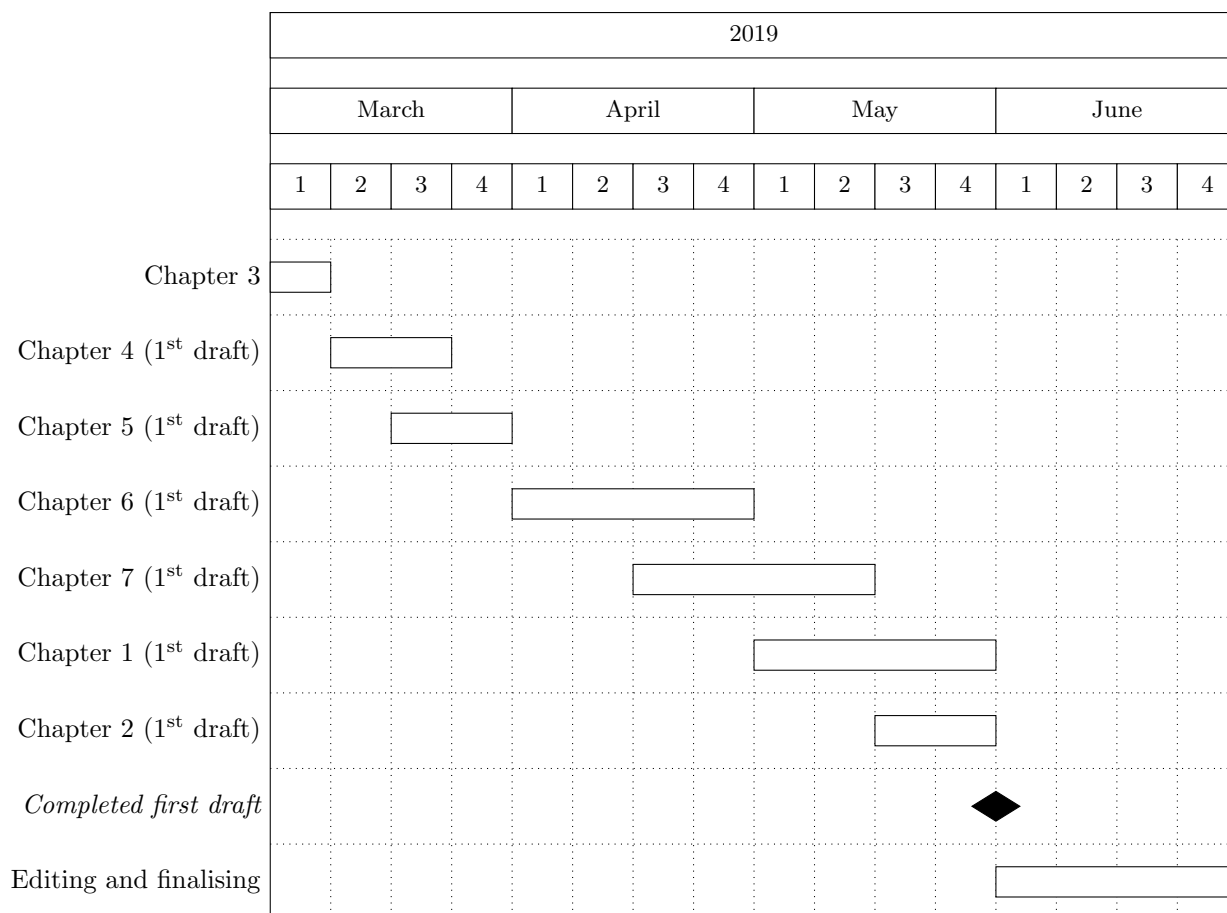 2019
March April May June
1 2 3 4 1 2 3 4 1 2 3 4 1 2 3 4
Chapter 3
Chapter 4 (1st draft)
Chapter 5 (1st draft)
Chapter 6 (1st draft)
Chapter 7 (1st draft)
Chapter 1 (1st draft)
Chapter 2 (1st draft)
Completed first draft
Editing and finalising